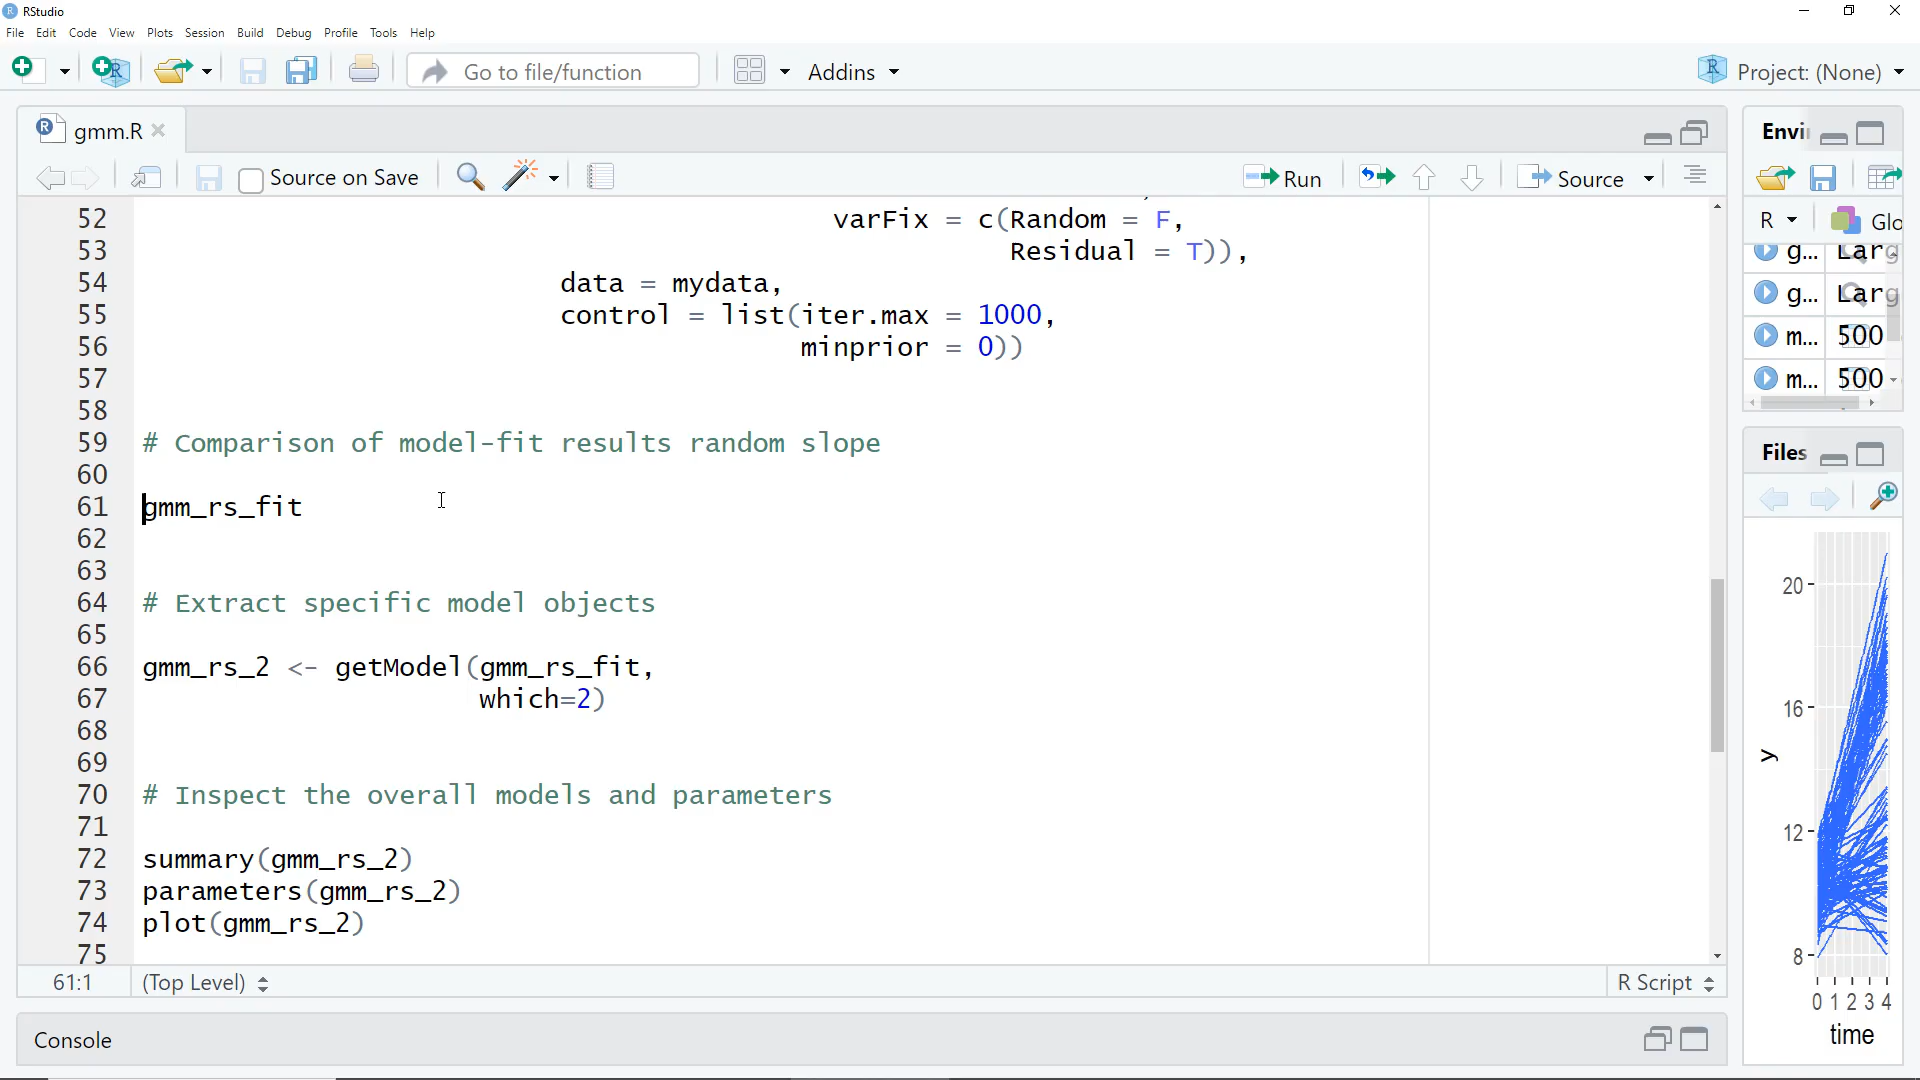 RStudio
File Edit Code View Plots Session Build Debug Profile Tools Help
Go to file/function Addins Project: (None)
gmm.R
Source on Save Run Source
52 varFix = c(Random = F,
53 Residual = T)),
54 data = mydata,
55 control = list(iter.max = 1000,
56 minprior = 0))
57
58
59 # Comparison of model-fit results random slope
60
61 gmm_rs_fit
62
63
64 # Extract specific model objects
65
66 gmm_rs_2 <- getModel(gmm_rs_fit,
67 which=2)
68
69
70 # Inspect the overall models and parameters
71
72 summary(gmm_rs_2)
73 parameters(gmm_rs_2)
74 plot(gmm_rs_2)
75
61:1 (Top Level) R Script
Console
Envi
R Glo
g... Larg
g... Larg
m... 500
m... 500
Files
20
16
12
8
y
0 1 2 3 4
time